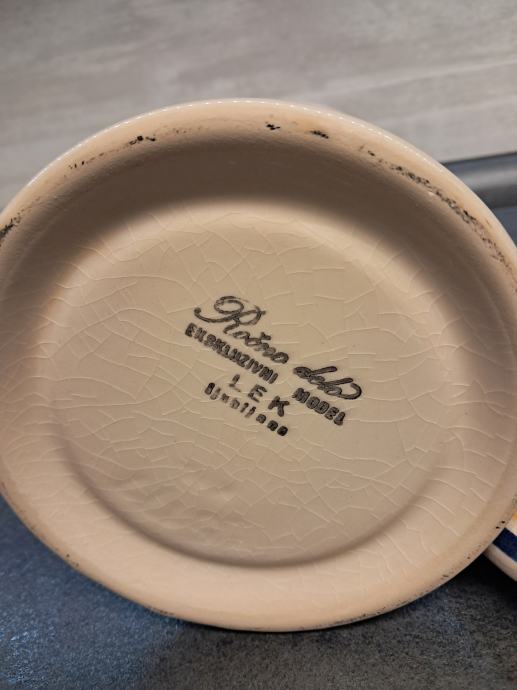 Ročno delo
EKSKLUZIVNI MODEL
LEK
Ljubljana